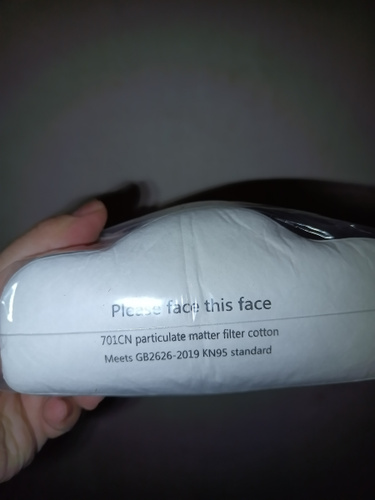 Please face this face
701CN particulate matter filter cotton
Meets GB2626-2019 KN95 standard